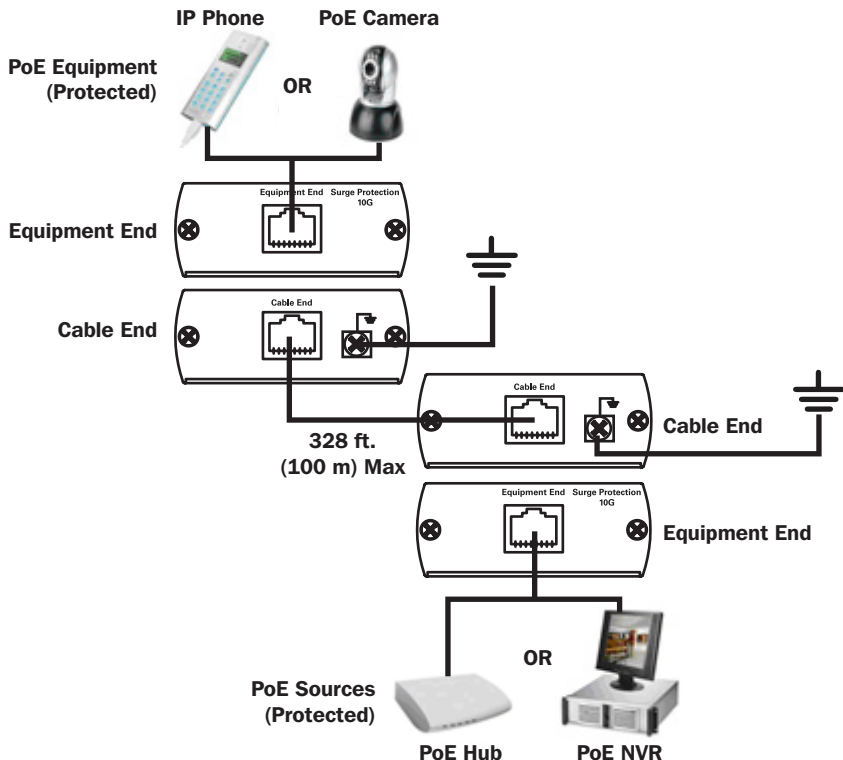 IP Phone
PoE Camera
PoE Equipment
(Protected)
OR
Equipment End
Surge Protection
10G
Equipment End
Cable End
Cable End
Cable End
Cable End
328 ft.
(100 m) Max
Equipment End
Surge Protection
10G
Equipment End
OR
PoE Sources
(Protected)
PoE Hub
PoE NVR